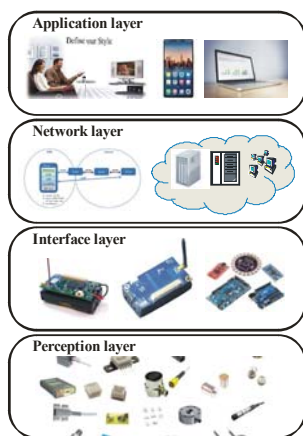 Application layer
Define our Style
Network layer
Interface layer
Perception layer